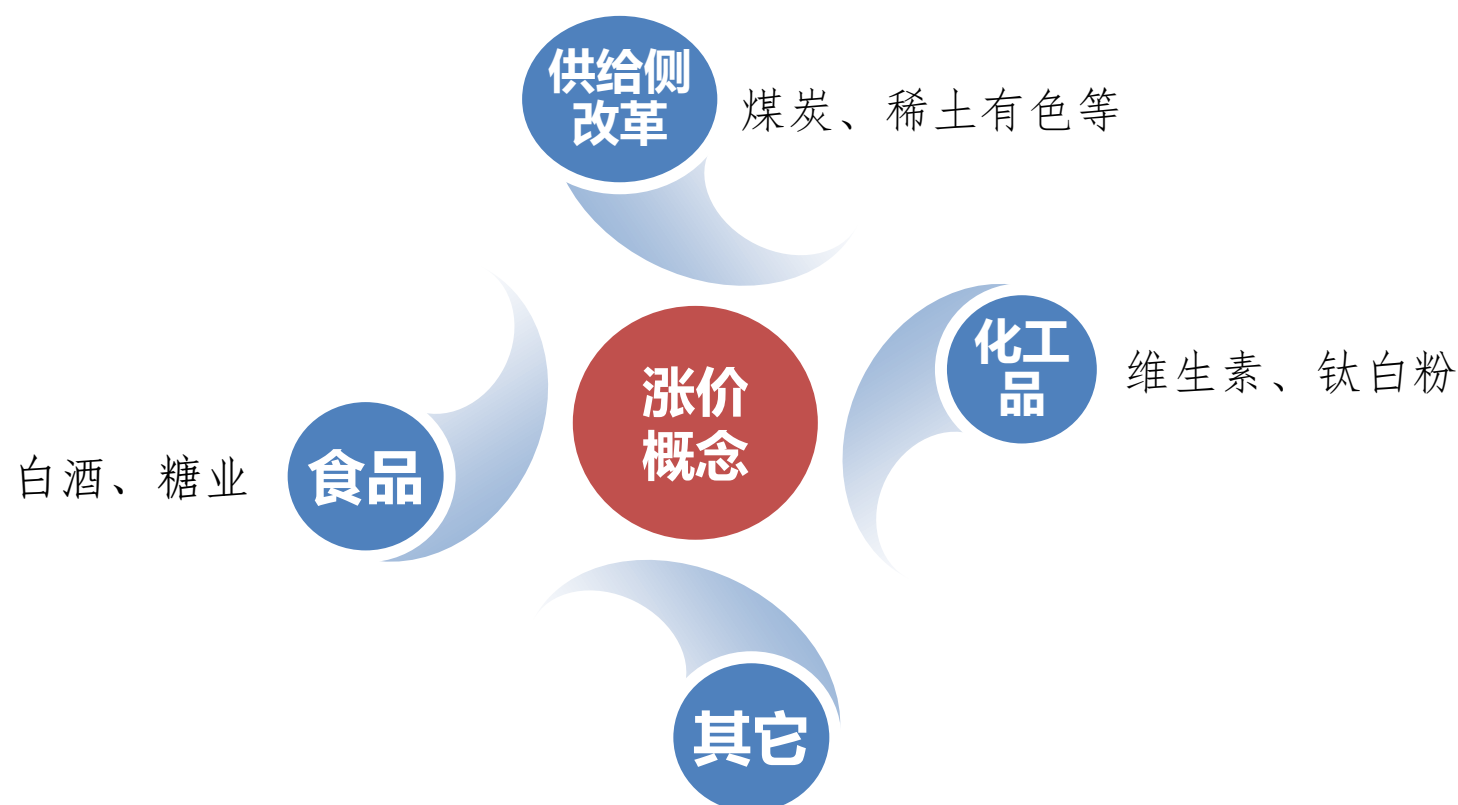 供给侧
改革
煤炭、稀土有色等
化工
品
维生素、钛白粉
涨价
概念
白酒、糖业
食品
其它